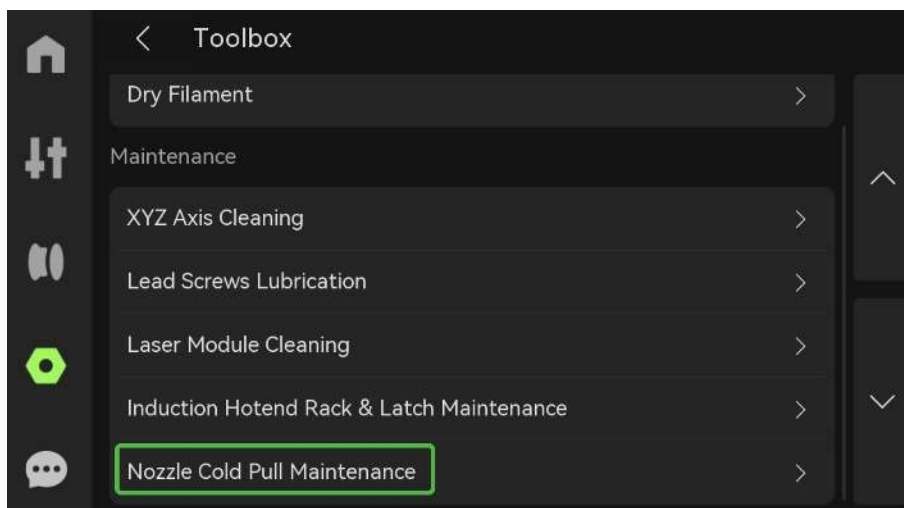 Toolbox
Dry Filament
Maintenance
XYZ Axis Cleaning
Lead Screws Lubrication
Laser Module Cleaning
Induction Hotend Rack & Latch Maintenance
Nozzle Cold Pull Maintenance